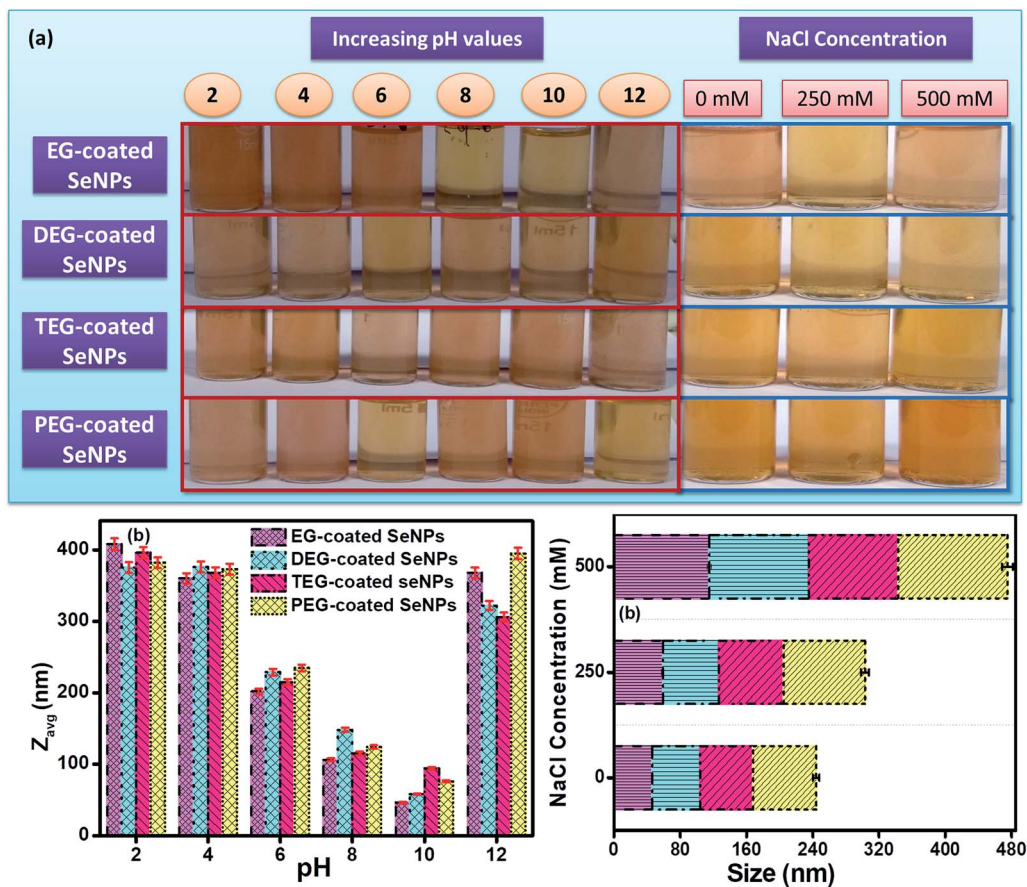 (a)
Increasing pH values
NaCl Concentration
2 4 6 8 10 12 0 mM 250 mM 500 mM
EG-coated
SeNPs
DEG-coated
SeNPs
TEG-coated
SeNPs
PEG-coated
SeNPs
(b)
EG-coated SeNPs
DEG-coated SeNPs
TEG-coated seNPs
PEG-coated SeNPs
Zavg (nm)
400
300
200
100
0
2 4 6 8 10 12
pH
(b)
NaCl Concentration (mM)
500
250
0
0 80 160 240 320 400 480
Size (nm)